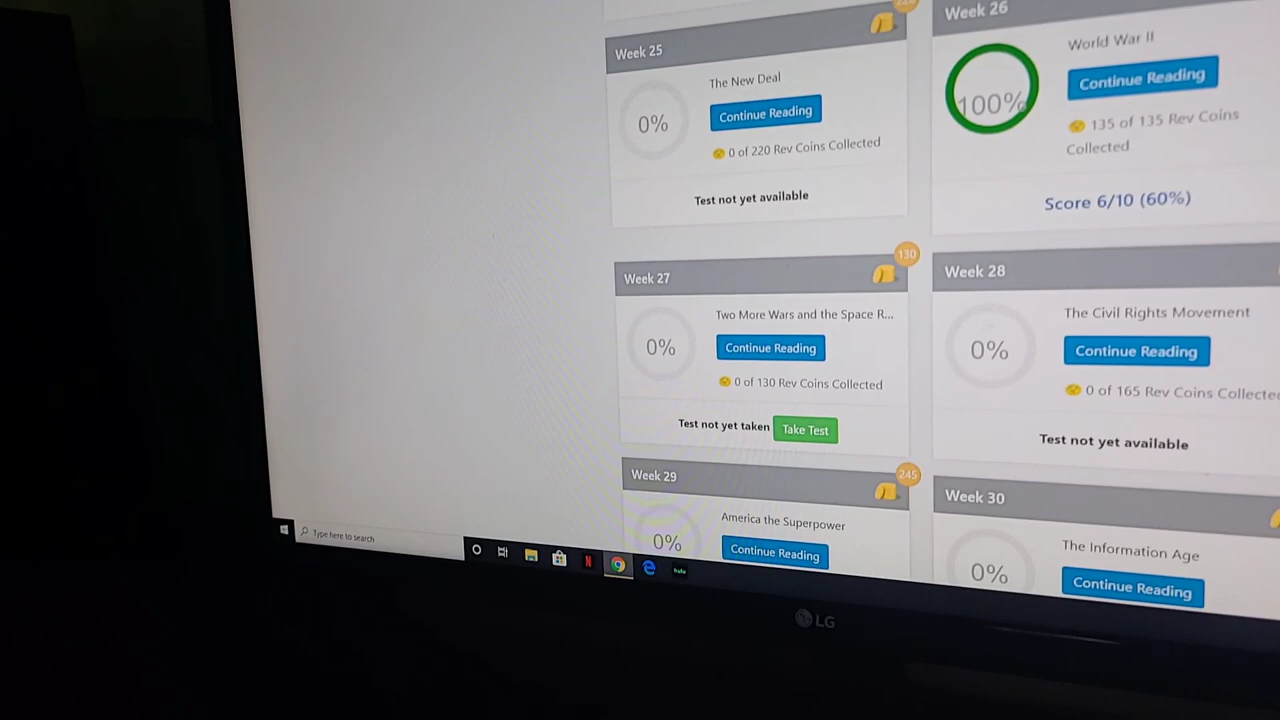 Week 25
0%
The New Deal
Continue Reading
0 of 220 Rev Coins Collected
Test not yet available
Week 26
100%
World War II
Continue Reading
135 of 135 Rev Coins
Collected
Score 6/10 (60%)
130
Week 27
0%
Two More Wars and the Space R...
Continue Reading
0 of 130 Rev Coins Collected
Test not yet taken Take Test
Week 28
0%
The Civil Rights Movement
Continue Reading
0 of 165 Rev Coins Collected
Test not yet available
245
Week 29
0%
America the Superpower
Continue Reading
Week 30
0%
The Information Age
Continue Reading
Type here to search
hulu
LG